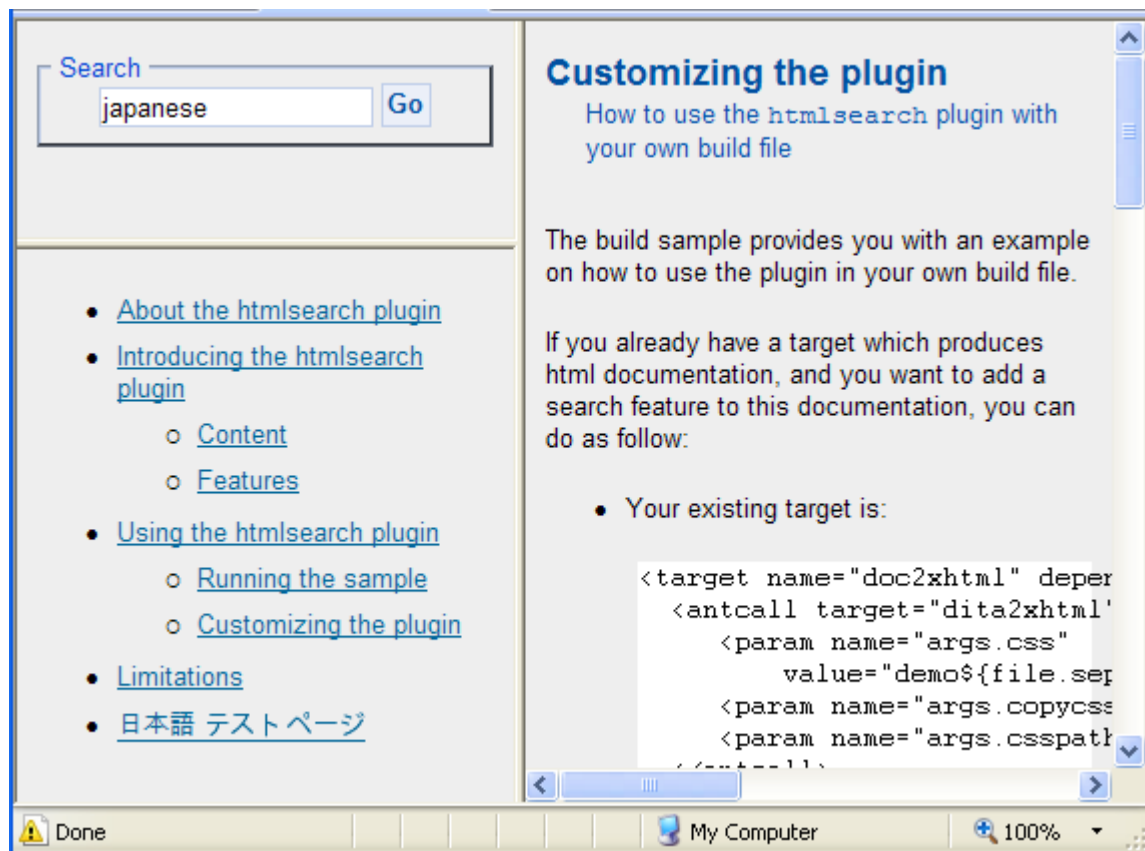 Search
japanese
Go
About the htmlsearch plugin
Introducing the htmlsearch
plugin
Content
Features
Using the htmlsearch plugin
Running the sample
Customizing the plugin
Limitations
日本語 テストページ
Customizing the plugin
How to use the htmlsearch plugin with
your own build file
The build sample provides you with an example
on how to use the plugin in your own build file.
If you already have a target which produces
html documentation, and you want to add a
search feature to this documentation, you can
do as follow:
Your existing target is:
<target name="doc2xhtml" deper
<antcall target="dita2xhtml"
<param name="args.css"
value="demo${file.sep
<param name="args.copycss
<param name="args.csspath
Done
My Computer
100%